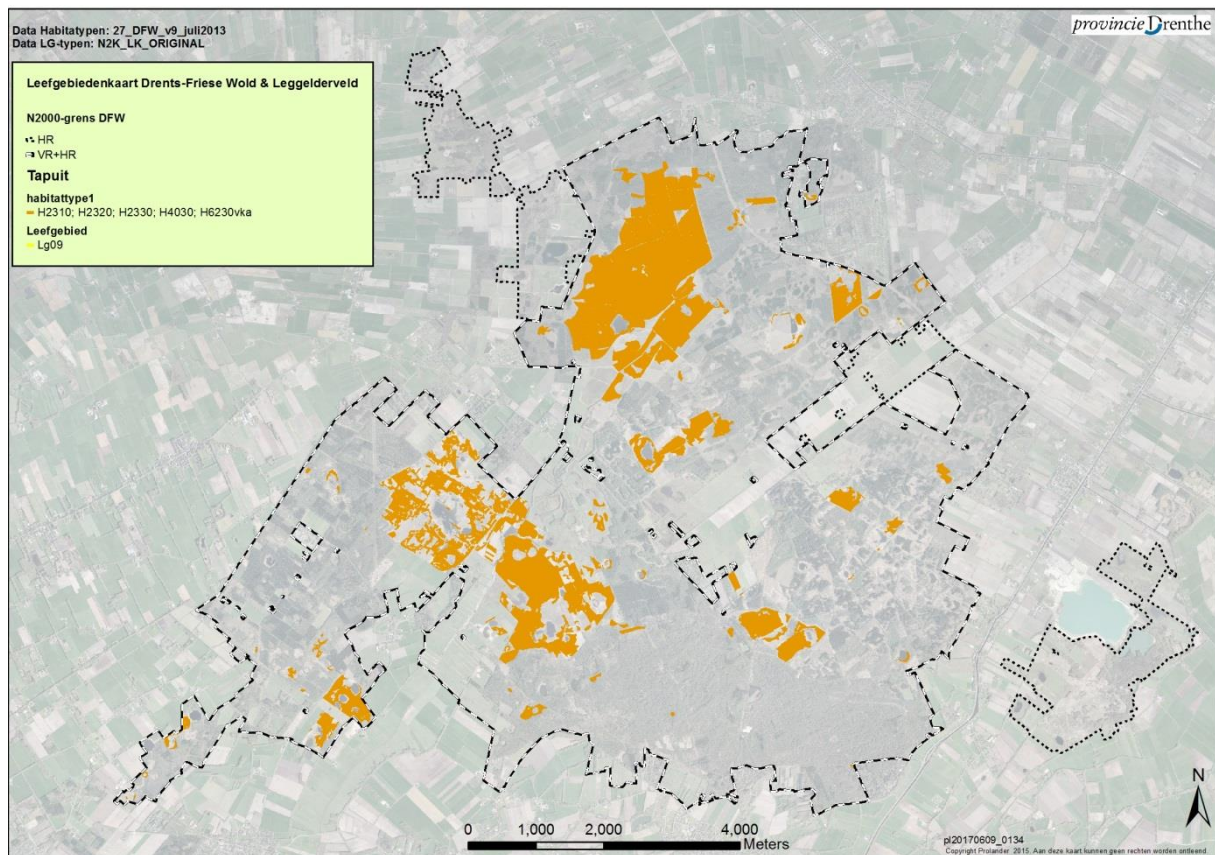 Data Habitatypen: 27_DFW_v9_juli2013
Data LG-typen: N2K_LK_ORIGINAL
provincie Drenthe
Leefgebiedenkaart Drents-Friese Wold & Leggelderveld
N2000-grens DFW
HR
VR+HR
Tapuit
habitattype1
H2310; H2320; H2330; H4030; H6230vka
Leefgebied
Lg09
N
0 1,000 2,000 4,000
Meters
pl20170609_0134
Copyright Prolander 2015. Aan deze kaart kunnen geen rechten worden ontleend.